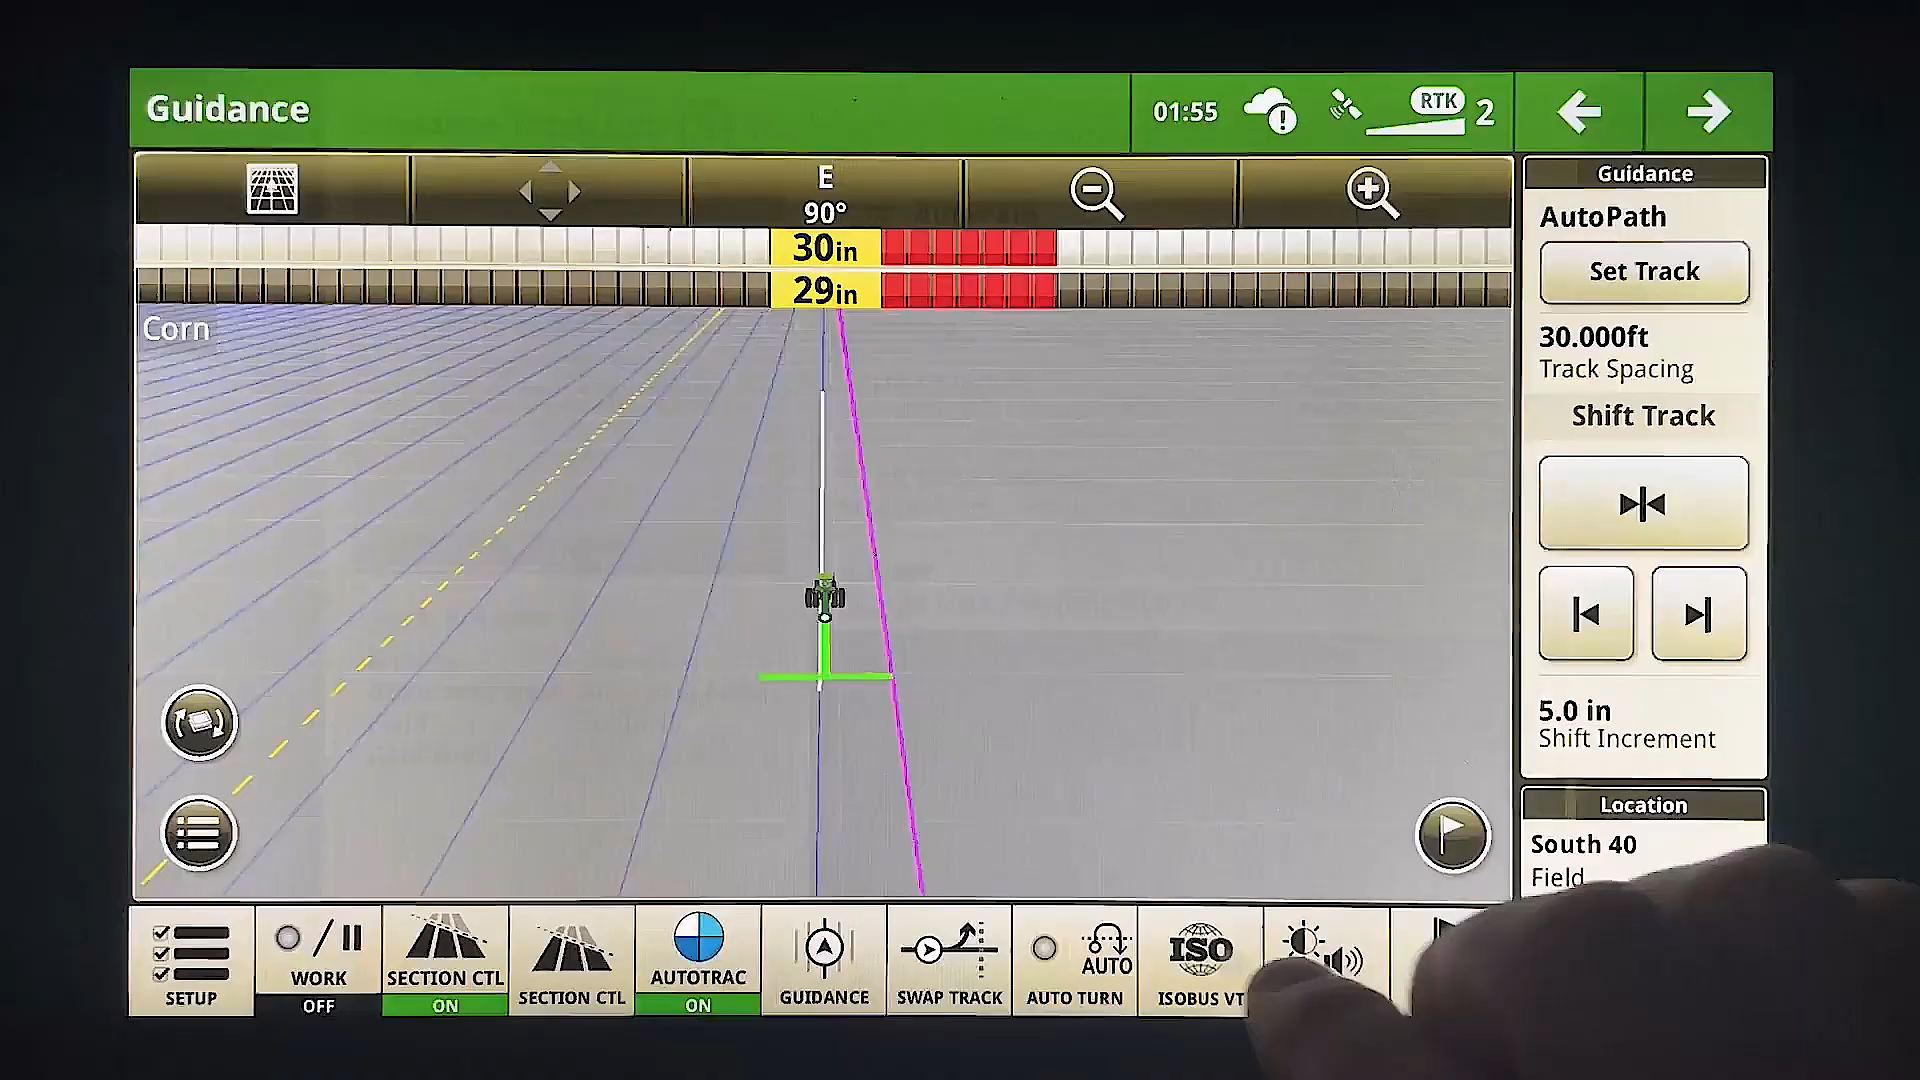 Guidance
01:55
RTK
2
E
90°
30in
29in
Corn
Guidance
AutoPath
Set Track
30.000ft
Track Spacing
Shift Track
5.0 in
Shift Increment
Location
South 40
Field
SETUP
WORK
OFF
SECTION CTL
ON
SECTION CTL
AUTOTRAC
ON
GUIDANCE
SWAP TRACK
AUTO
AUTO TURN
ISO
ISOBUS VT